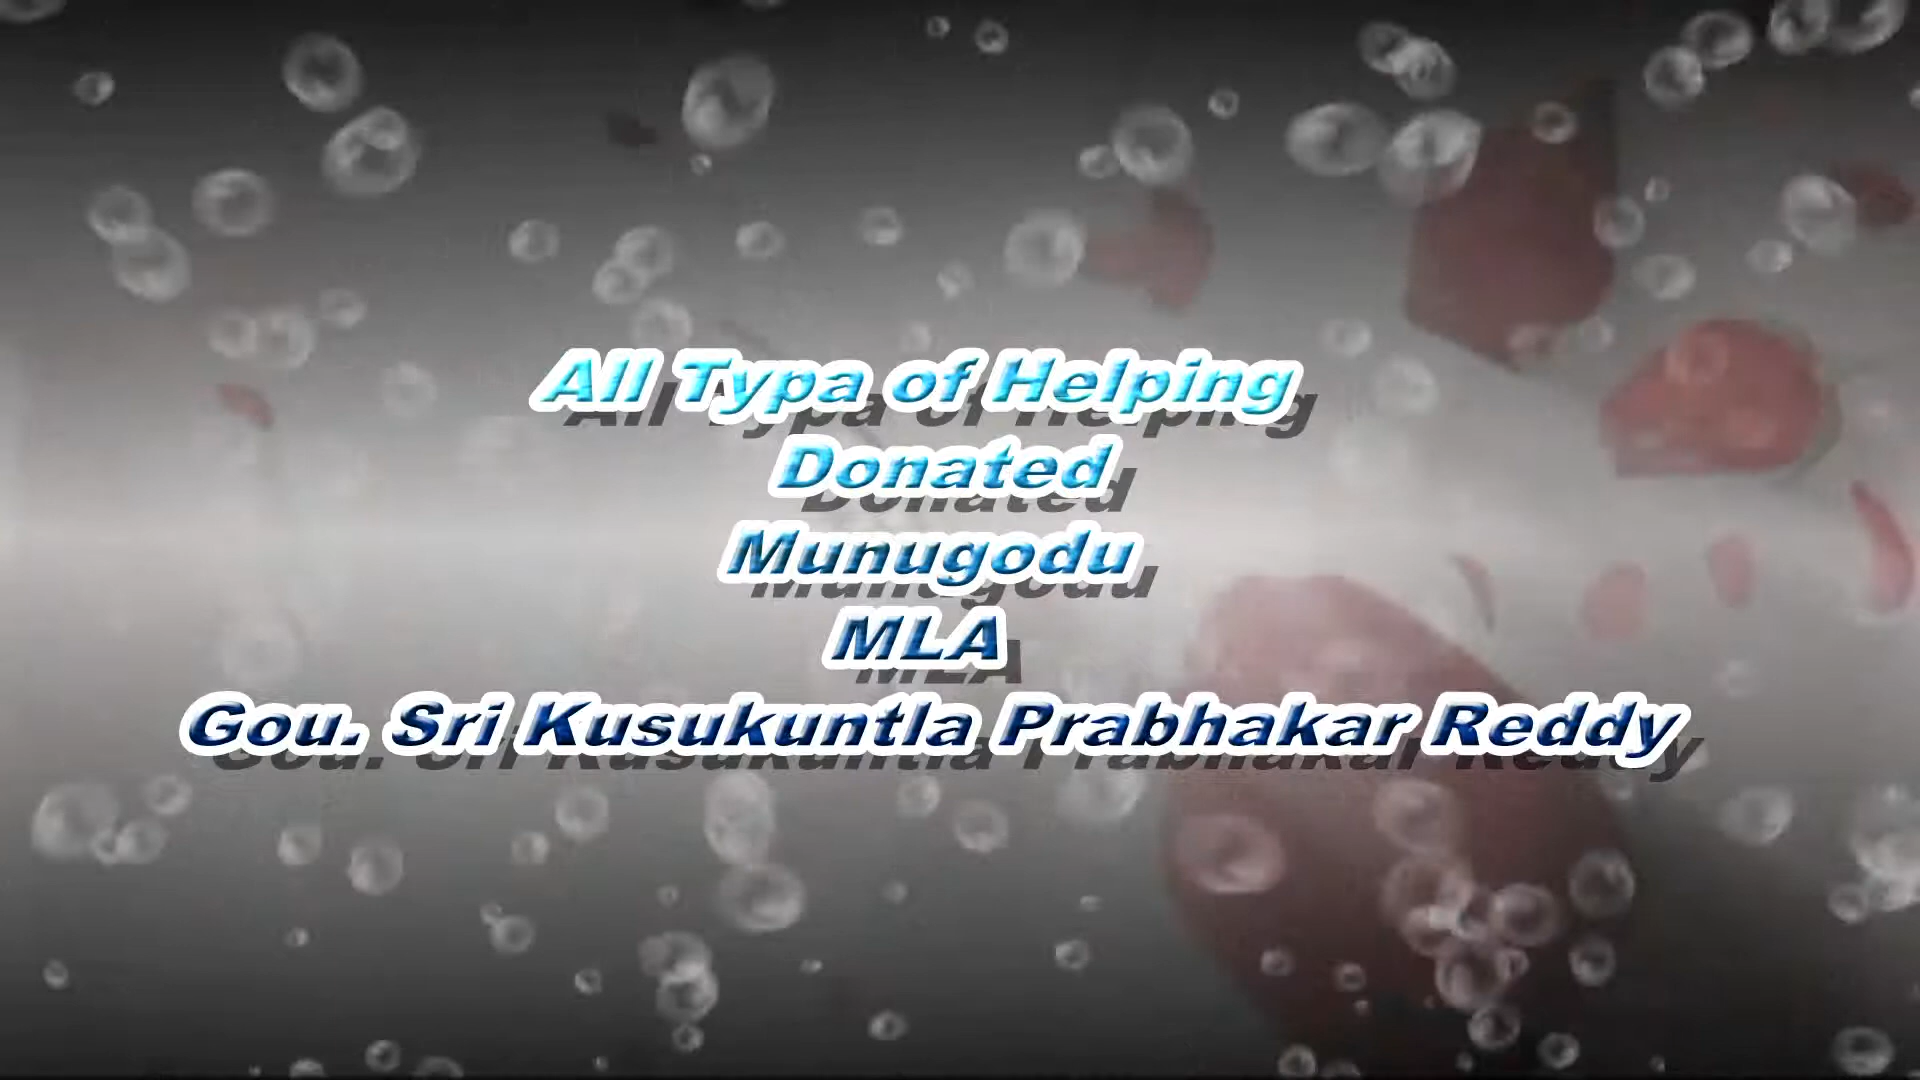 All Typa of Helping
Donated
Munugodu
MLA
Gou. Sri Kusukuntla Prabhakar Reddy